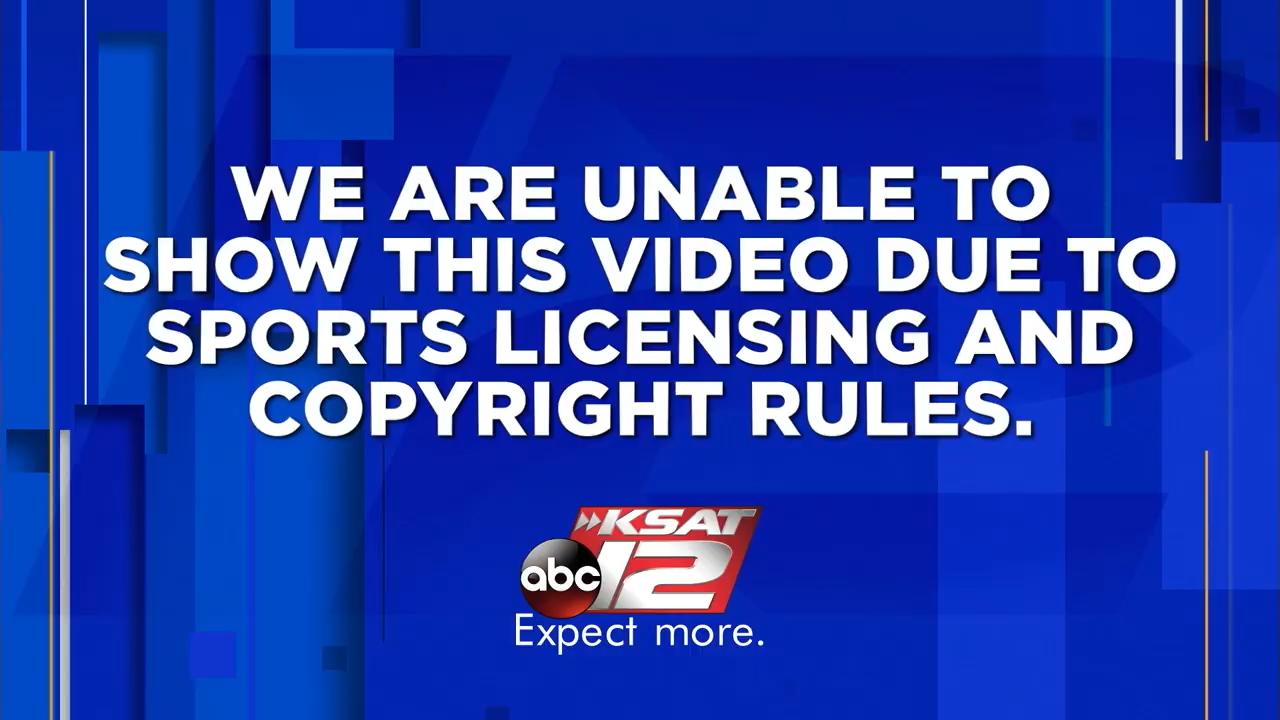 WE ARE UNABLE TO
SHOW THIS VIDEO DUE TO
SPORTS LICENSING AND
COPYRIGHT RULES.
KSAT
abc 12
Expect more.